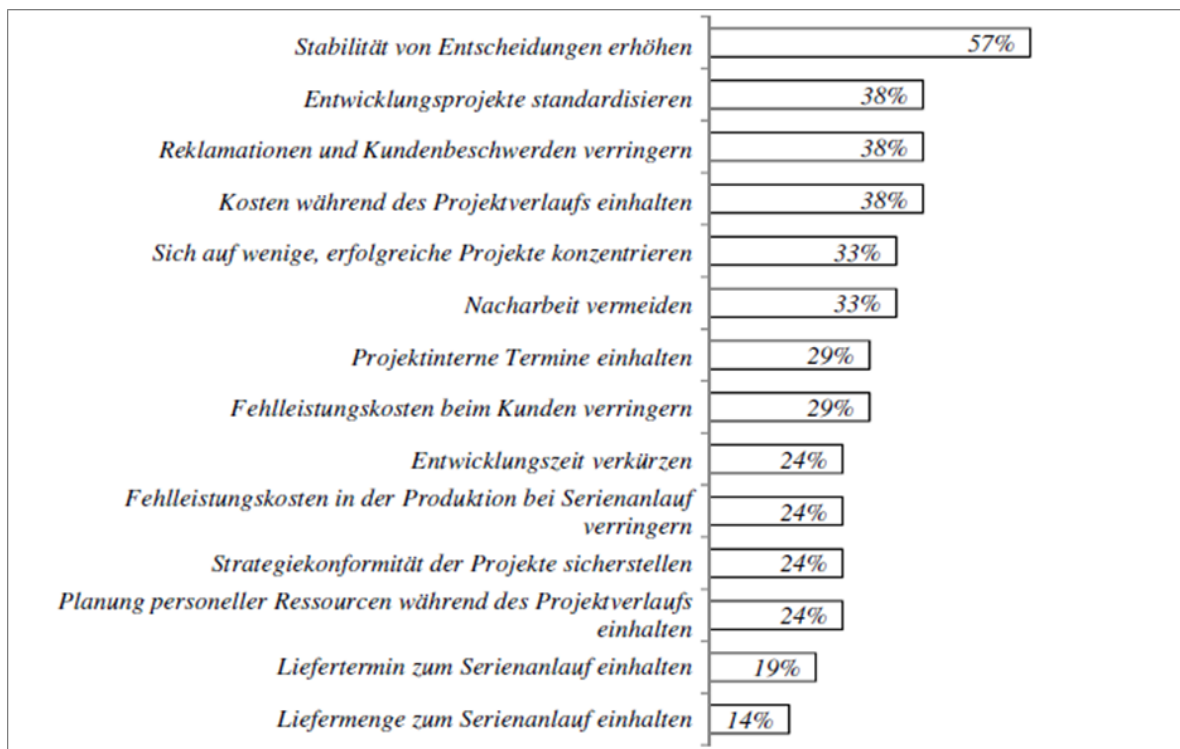 Stabilität von Entscheidungen erhöhen 57%
Entwicklungsprojekte standardisieren 38%
Reklamationen und Kundenbeschwerden verringern 38%
Kosten während des Projektverlaufs einhalten 38%
Sich auf wenige, erfolgreiche Projekte konzentrieren 33%
Nacharbeit vermeiden 33%
Projektinterne Termine einhalten 29%
Fehlleistungskosten beim Kunden verringern 29%
Entwicklungszeit verkürzen 24%
Fehlleistungskosten in der Produktion bei Serienanlauf
verringern 24%
Strategiekonformität der Projekte sicherstellen 24%
Planung personeller Ressourcen während des Projektverlaufs
einhalten 24%
Liefertermin zum Serienanlauf einhalten 19%
Liefermenge zum Serienanlauf einhalten 14%